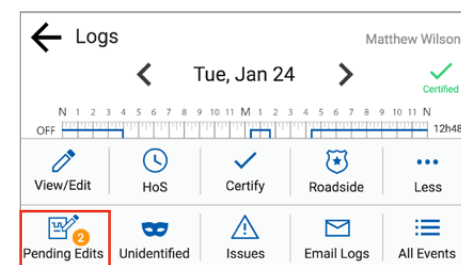 Logs
Matthew Wilson
Tue, Jan 24
Certified
N 1 2 3 4 5 6 7 8 9 10 11 M 1 2 3 4 5 6 7 8 9 10 11 N
OFF 12h48
View/Edit HoS Certify Roadside Less
2
Pending Edits Unidentified Issues Email Logs All Events